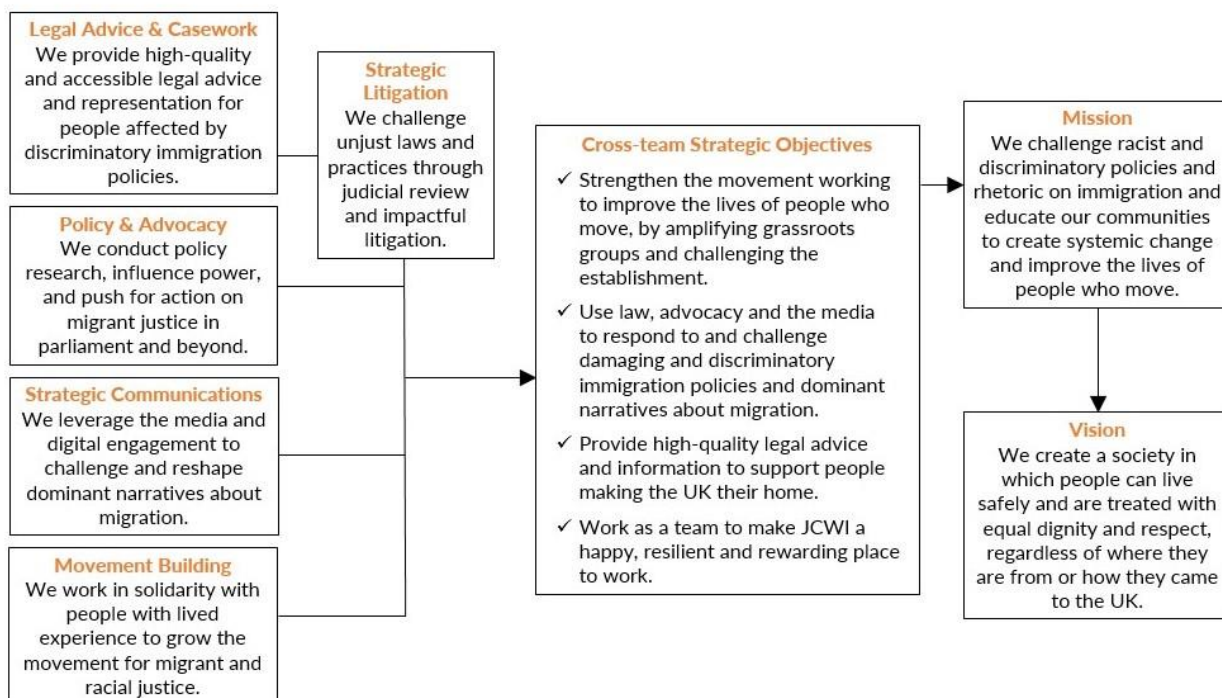 Legal Advice & Casework
We provide high-quality
and accessible legal advice
and representation for
people affected by
discriminatory immigration
policies.
Policy & Advocacy
We conduct policy
research, influence power,
and push for action on
migrant justice in
parliament and beyond.
Strategic Communications
We leverage the media and
digital engagement to
challenge and reshape
dominant narratives about
migration.
Movement Building
We work in solidarity with
people with lived
experience to grow the
movement for migrant and
racial justice.
Strategic
Litigation
We challenge
unjust laws and
practices through
judicial review
and impactful
litigation.
Cross-team Strategic Objectives
✓ Strengthen the movement working
to improve the lives of people who
move, by amplifying grassroots
groups and challenging the
establishment.
✓ Use law, advocacy and the media
to respond to and challenge
damaging and discriminatory
immigration policies and dominant
narratives about migration.
✓ Provide high-quality legal advice
and information to support people
making the UK their home.
✓ Work as a team to make JCWI a
happy, resilient and rewarding place
to work.
Mission
We challenge racist and
discriminatory policies and
rhetoric on immigration and
educate our communities
to create systemic change
and improve the lives of
people who move.
Vision
We create a society in
which people can live
safely and are treated with
equal dignity and respect,
regardless of where they
are from or how they came
to the UK.